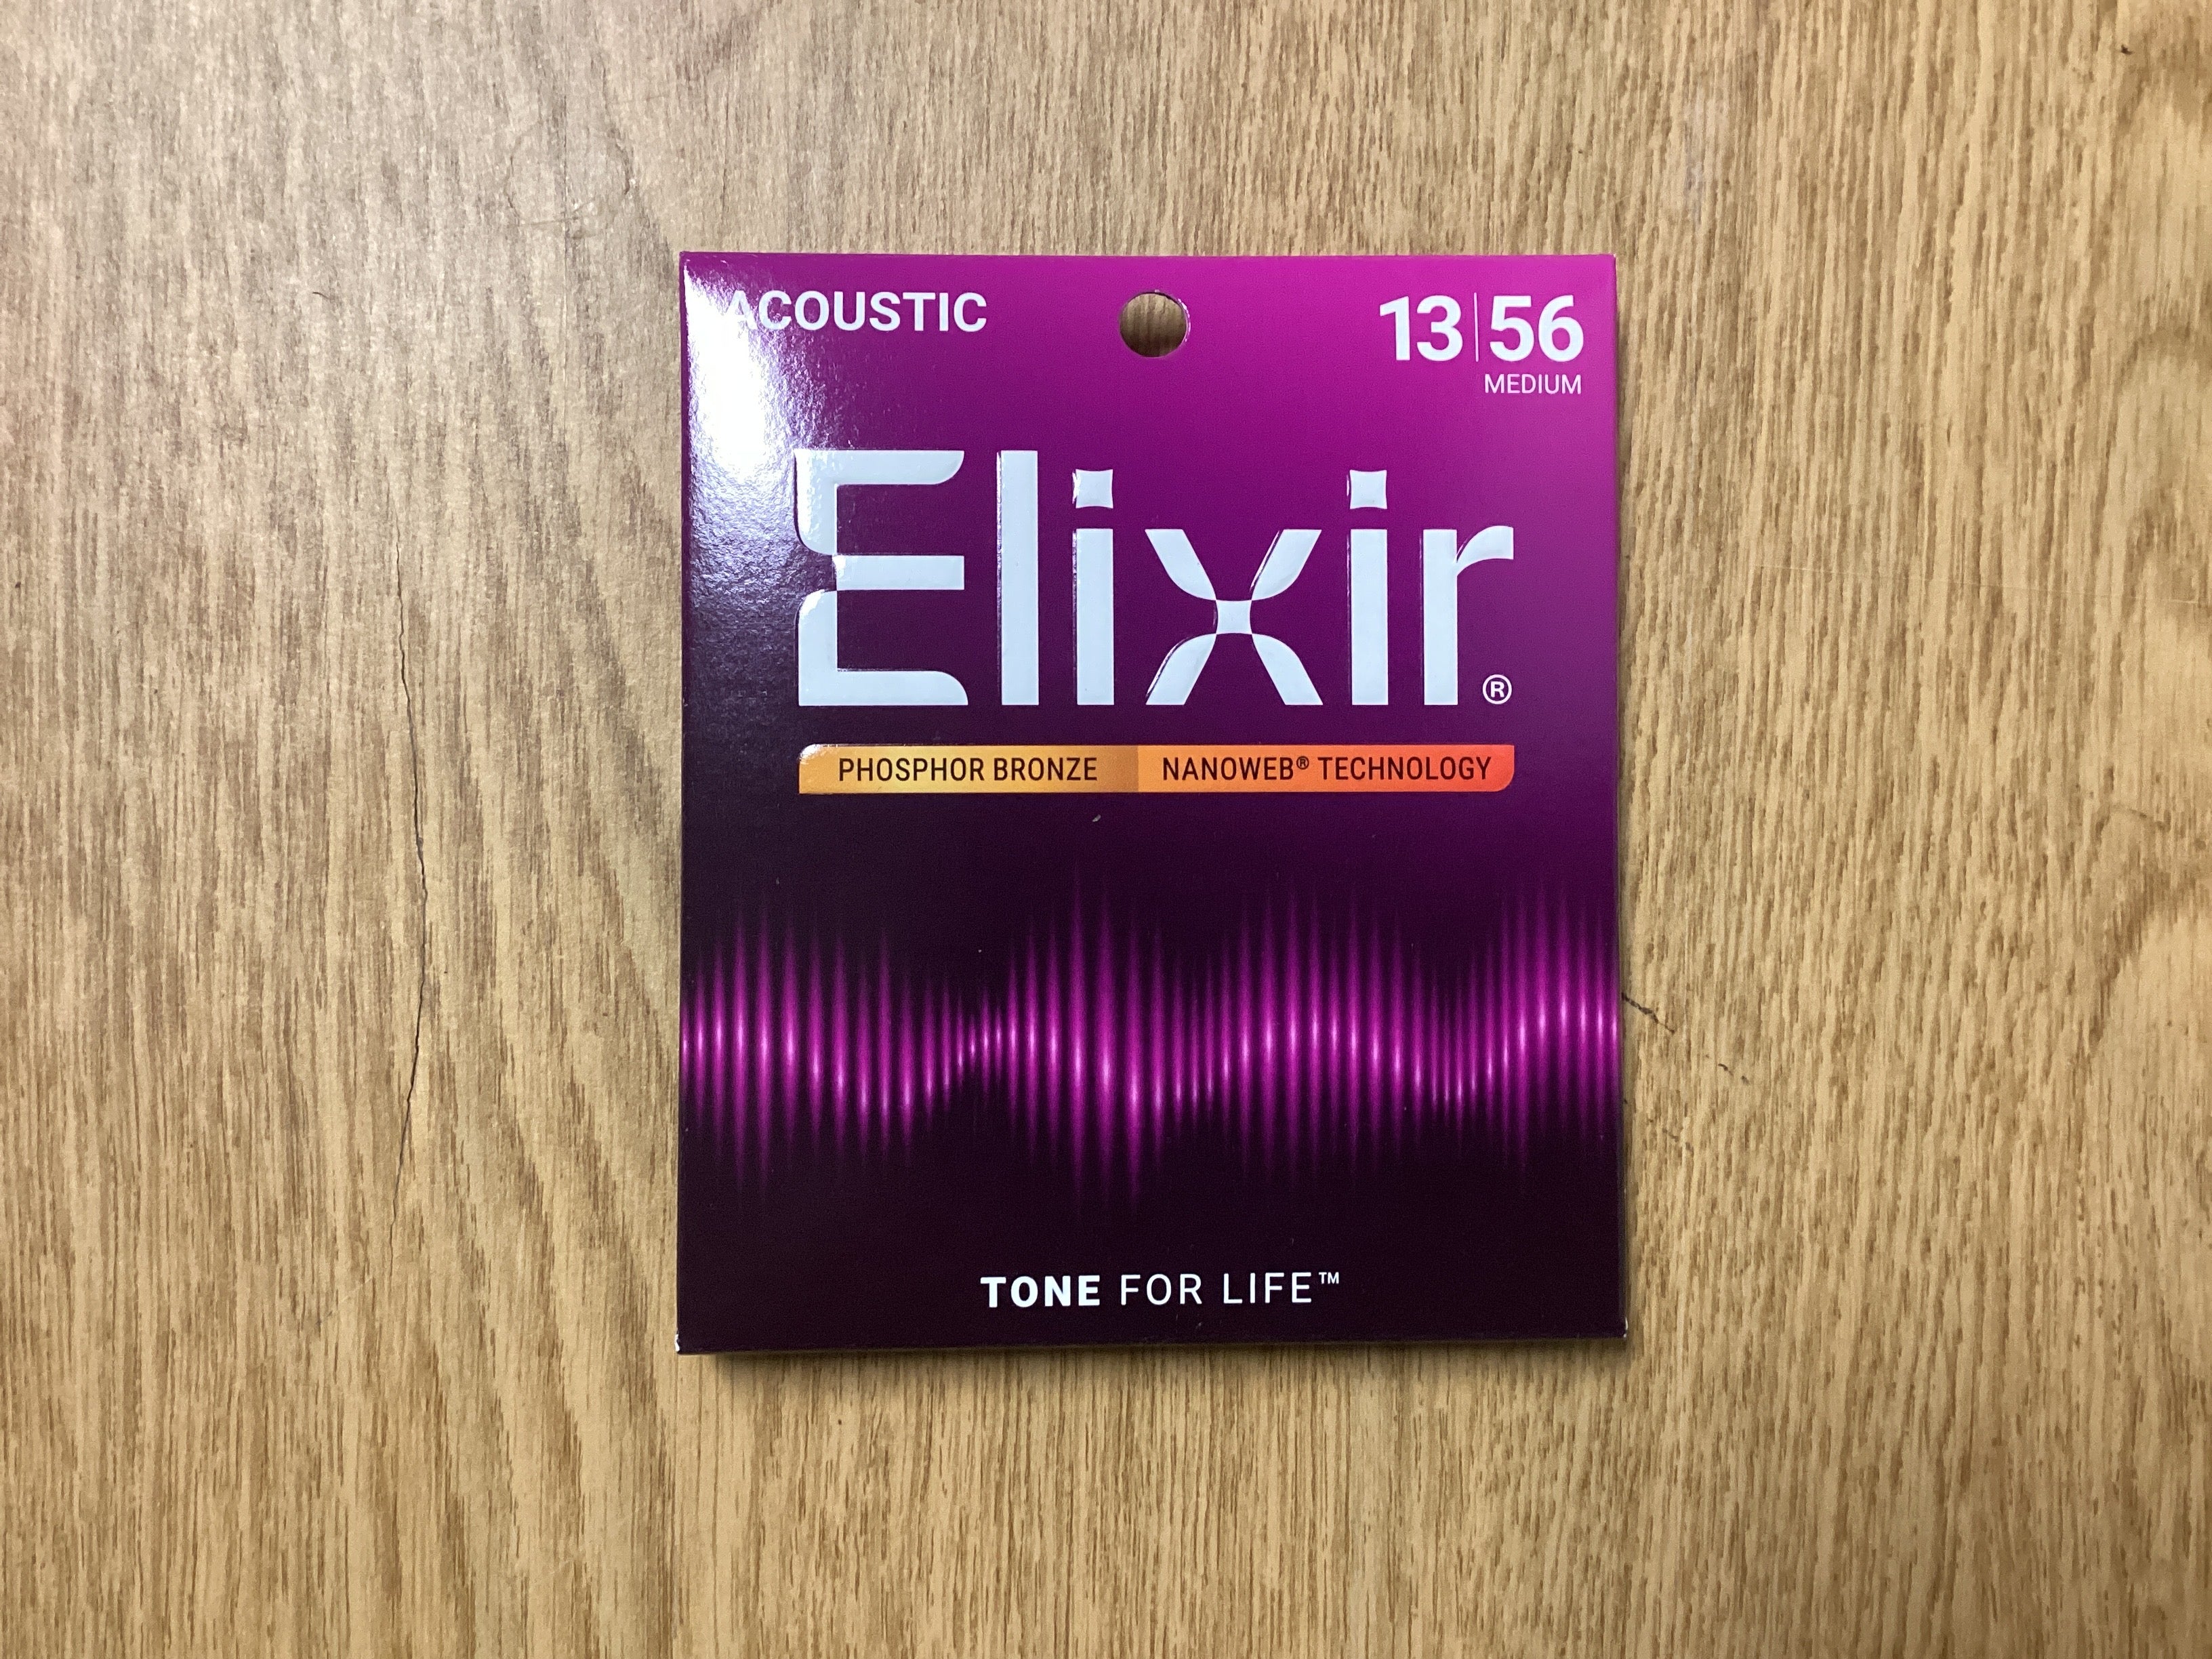 ACOUSTIC
13|56
MEDIUM
Elixir®
PHOSPHOR BRONZE NANOWEB® TECHNOLOGY
TONE FOR LIFE™